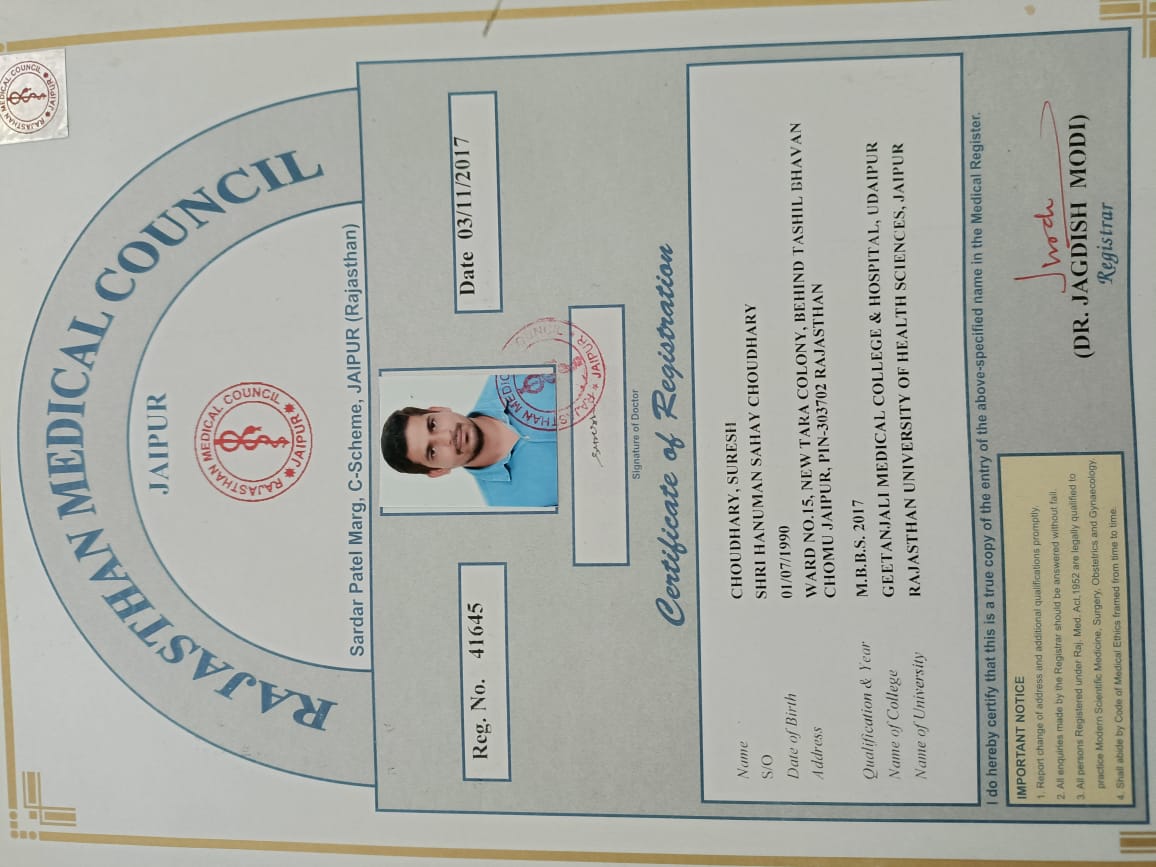 RAJASTHAN MEDICAL COUNCIL
JAIPUR
RAJASTHAN MEDICAL COUNCIL
JAIPUR
Sardar Patel Marg, C-Scheme, JAIPUR (Rajasthan)
Reg. No. 41645
Date 03/11/2017
Signature of Doctor
Certificate of Registration
Name CHOUDHARY, SURESH
S/O SHRI HANUMAN SAHAY CHOUDHARY
Date of Birth 01/07/1990
Address WARD NO.15, NEW TARA COLONY, BEHIND TASHIL BHAVAN
CHOMU JAIPUR, PIN-303702 RAJASTHAN
Qualification & Year M.B.B.S. 2017
Name of College GEETANJALI MEDICAL COLLEGE & HOSPITAL, UDAIPUR
Name of University RAJASTHAN UNIVERSITY OF HEALTH SCIENCES, JAIPUR
I do hereby certify that this is a true copy of the entry of the above-specified name in the Medical Register.
IMPORTANT NOTICE
1. Report change of address and additional qualifications promptly.
2. All enquiries made by the Registrar should be answered without fail.
3. All persons Registered under Raj. Med. Act, 1952 are legally qualified to
practice Modern Scientific Medicine, Surgery, Obstetrics and Gynaecology.
4. Shall abide by Code of Medical Ethics framed from time to time.
(DR. JAGDISH MODI)
Registrar